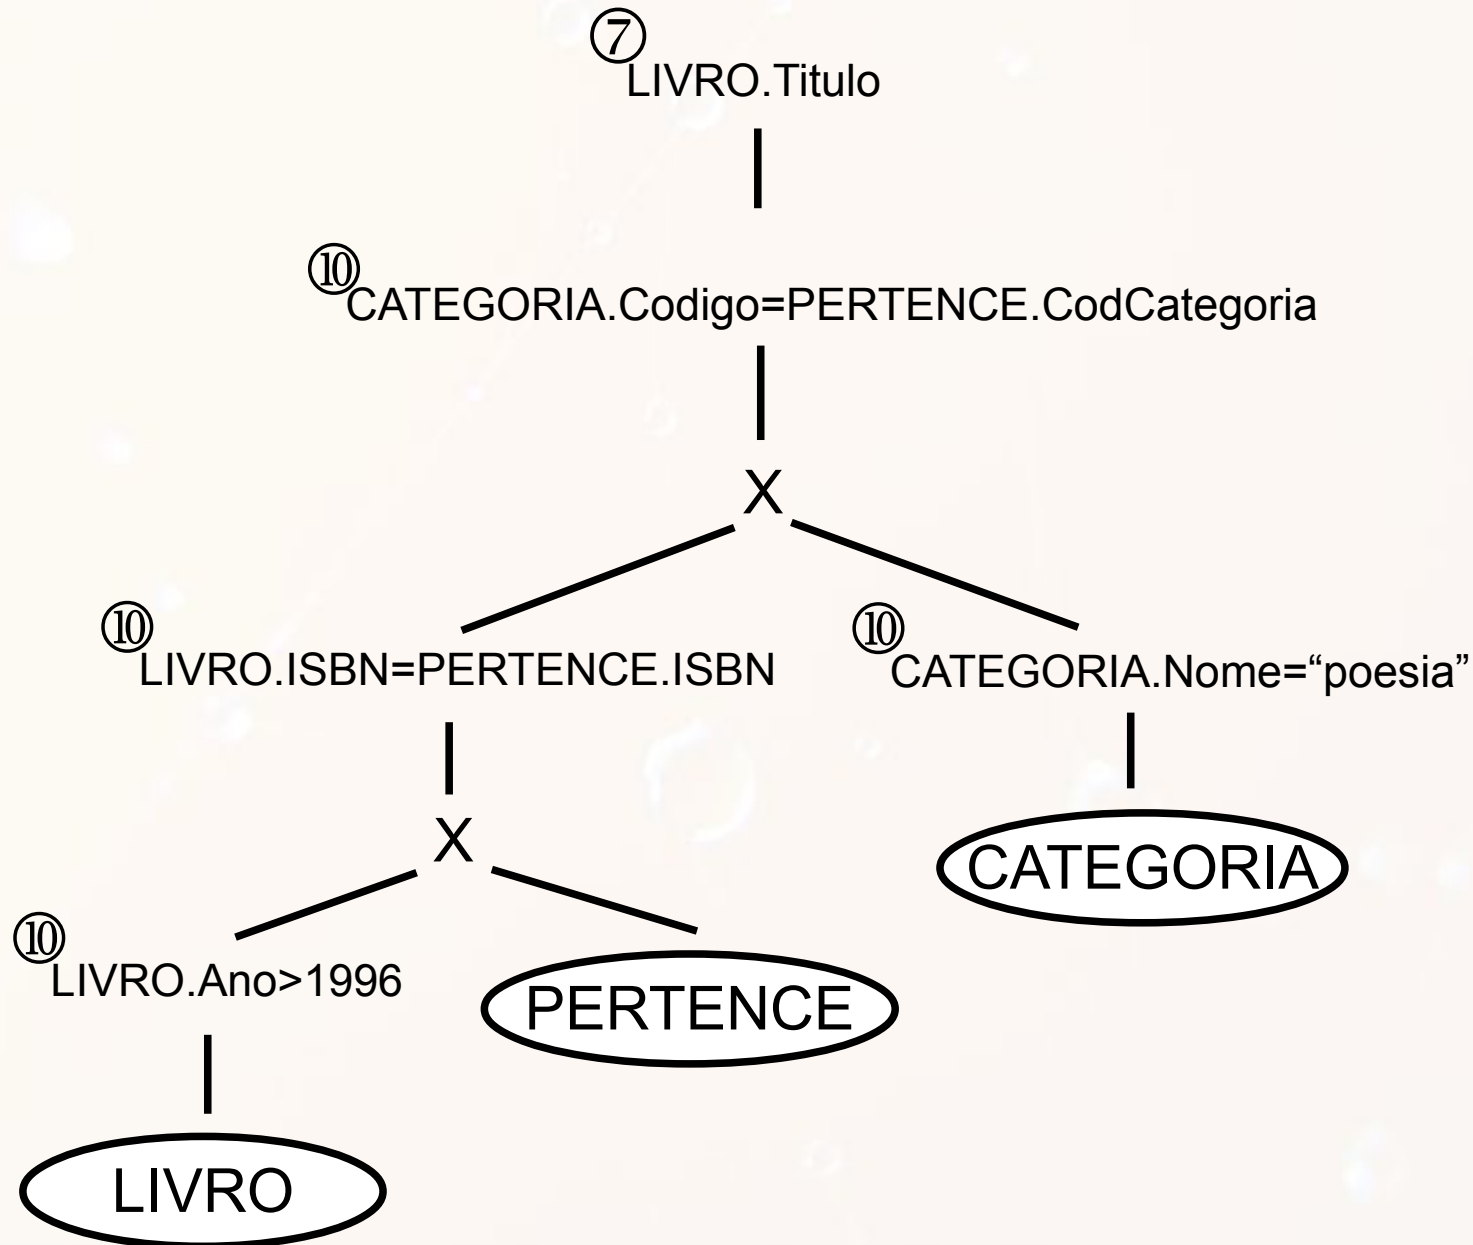 ⑦
LIVRO.Titulo
⑩
CATEGORIA.Codigo=PERTENCE.CodCategoria
X
⑩
LIVRO.ISBN=PERTENCE.ISBN
⑩
CATEGORIA.Nome=“poesia”
X
CATEGORIA
⑩
LIVRO.Ano>1996
PERTENCE
LIVRO